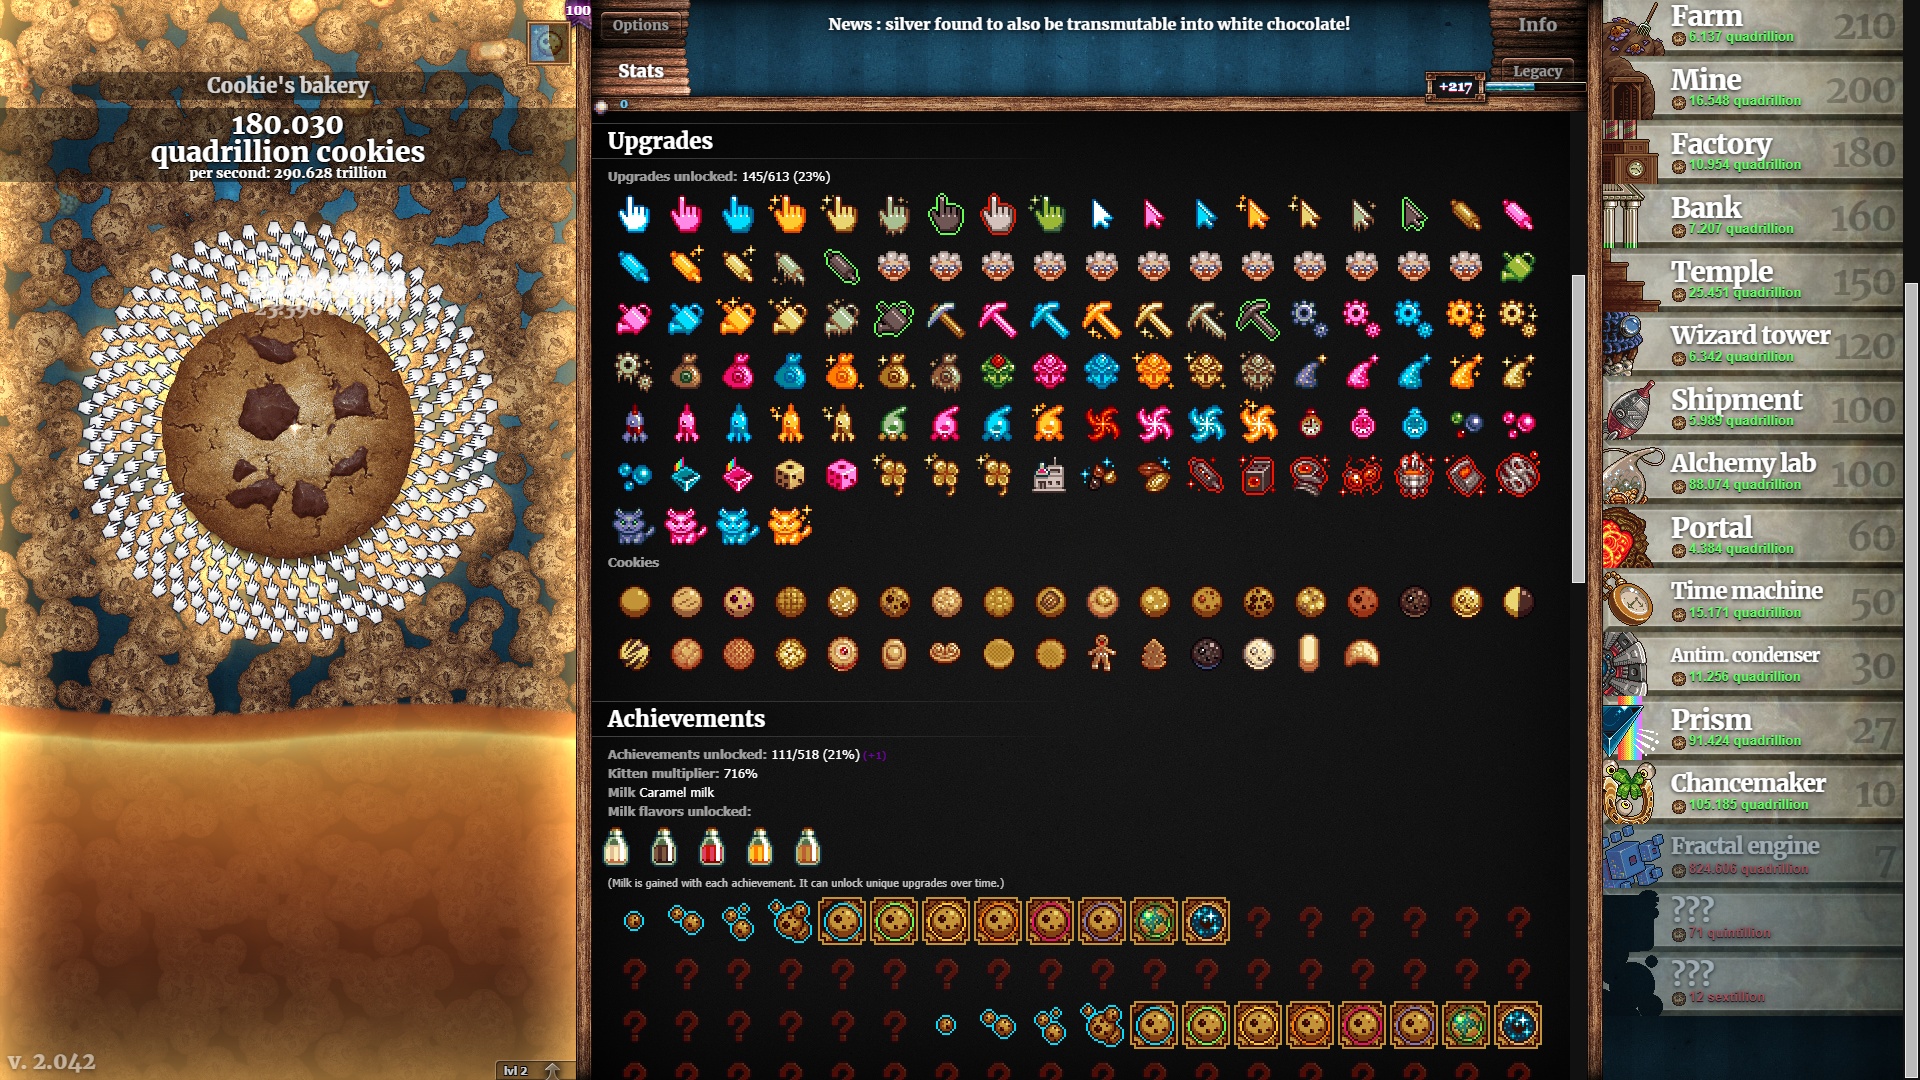 100
Cookie's bakery
180.030
quadrillion cookies
per second: 290.628 trillion
v. 2.042
lvl 2
Options
Stats
News : silver found to also be transmutable into white chocolate!
Info
Legacy
+217
0
Upgrades
Upgrades unlocked: 145/613 (23%)
Cookies
Achievements
Achievements unlocked: 111/518 (21%) (+1)
Kitten multiplier: 716%
Milk Caramel milk
Milk flavors unlocked:
(Milk is gained with each achievement. It can unlock unique upgrades over time.)
Farm
6.137 quadrillion
210
Mine
16.548 quadrillion
200
Factory
10.954 quadrillion
180
Bank
7.207 quadrillion
160
Temple
25.451 quadrillion
150
Wizard tower
6.342 quadrillion
120
Shipment
5.989 quadrillion
100
Alchemy lab
88.074 quadrillion
100
Portal
4.384 quadrillion
60
Time machine
15.171 quadrillion
50
Antim. condenser
11.256 quadrillion
30
Prism
91.424 quadrillion
27
Chancemaker
105.185 quadrillion
10
Fractal engine
824.606 quadrillion
7
???
71 quintillion
???
12 sextillion